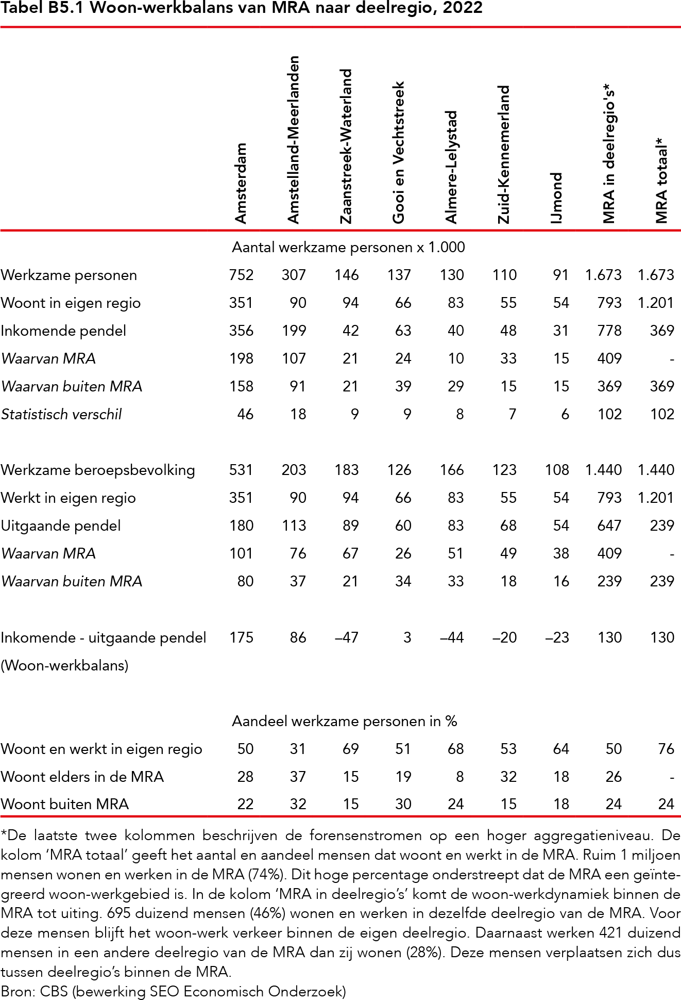 Tabel B5.1 Woon-werkbalans van MRA naar deelregio, 2022
Amsterdam Amstelland-Meerlanden Zaanstreek-Waterland Gooi en Vechtstreek Almere-Lelystad Zuid-Kennemerland IJmond MRA in deelregio's* MRA totaal*
Aantal werkzame personen x 1.000
Werkzame personen 752 307 146 137 130 110 91 1.673 1.673
Woont in eigen regio 351 90 94 66 83 55 54 793 1.201
Inkomende pendel 356 199 42 63 40 48 31 778 369
Waarvan MRA 198 107 21 24 10 33 15 409 -
Waarvan buiten MRA 158 91 21 39 29 15 15 369 369
Statistisch verschil 46 18 9 9 8 7 6 102 102
Werkzame beroepsbevolking 531 203 183 126 166 123 108 1.440 1.440
Werkt in eigen regio 351 90 94 66 83 55 54 793 1.201
Uitgaande pendel 180 113 89 60 83 68 54 647 239
Waarvan MRA 101 76 67 26 51 49 38 409 -
Waarvan buiten MRA 80 37 21 34 33 18 16 239 239
Inkomende - uitgaande pendel 175 86 –47 3 –44 –20 –23 130 130
(Woon-werkbalans)
Aandeel werkzame personen in %
Woont en werkt in eigen regio 50 31 69 51 68 53 64 50 76
Woont elders in de MRA 28 37 15 19 8 32 18 26 -
Woont buiten MRA 22 32 15 30 24 15 18 24 24
*De laatste twee kolommen beschrijven de forensenstromen op een hoger aggregatieniveau. De
kolom ‘MRA totaal’ geeft het aantal en aandeel mensen dat woont en werkt in de MRA. Ruim 1 miljoen
mensen wonen en werken in de MRA (74%). Dit hoge percentage onderstreept dat de MRA een geïnte-
greerd woon-werkgebied is. In de kolom ‘MRA in deelregio’s’ komt de woon-werkdynamiek binnen de
MRA tot uiting. 695 duizend mensen (46%) wonen en werken in dezelfde deelregio van de MRA. Voor
deze mensen blijft het woon-werk verkeer binnen de eigen deelregio. Daarnaast werken 421 duizend
mensen in een andere deelregio van de MRA dan zij wonen (28%). Deze mensen verplaatsen zich dus
tussen deelregio’s binnen de MRA.
Bron: CBS (bewerking SEO Economisch Onderzoek)